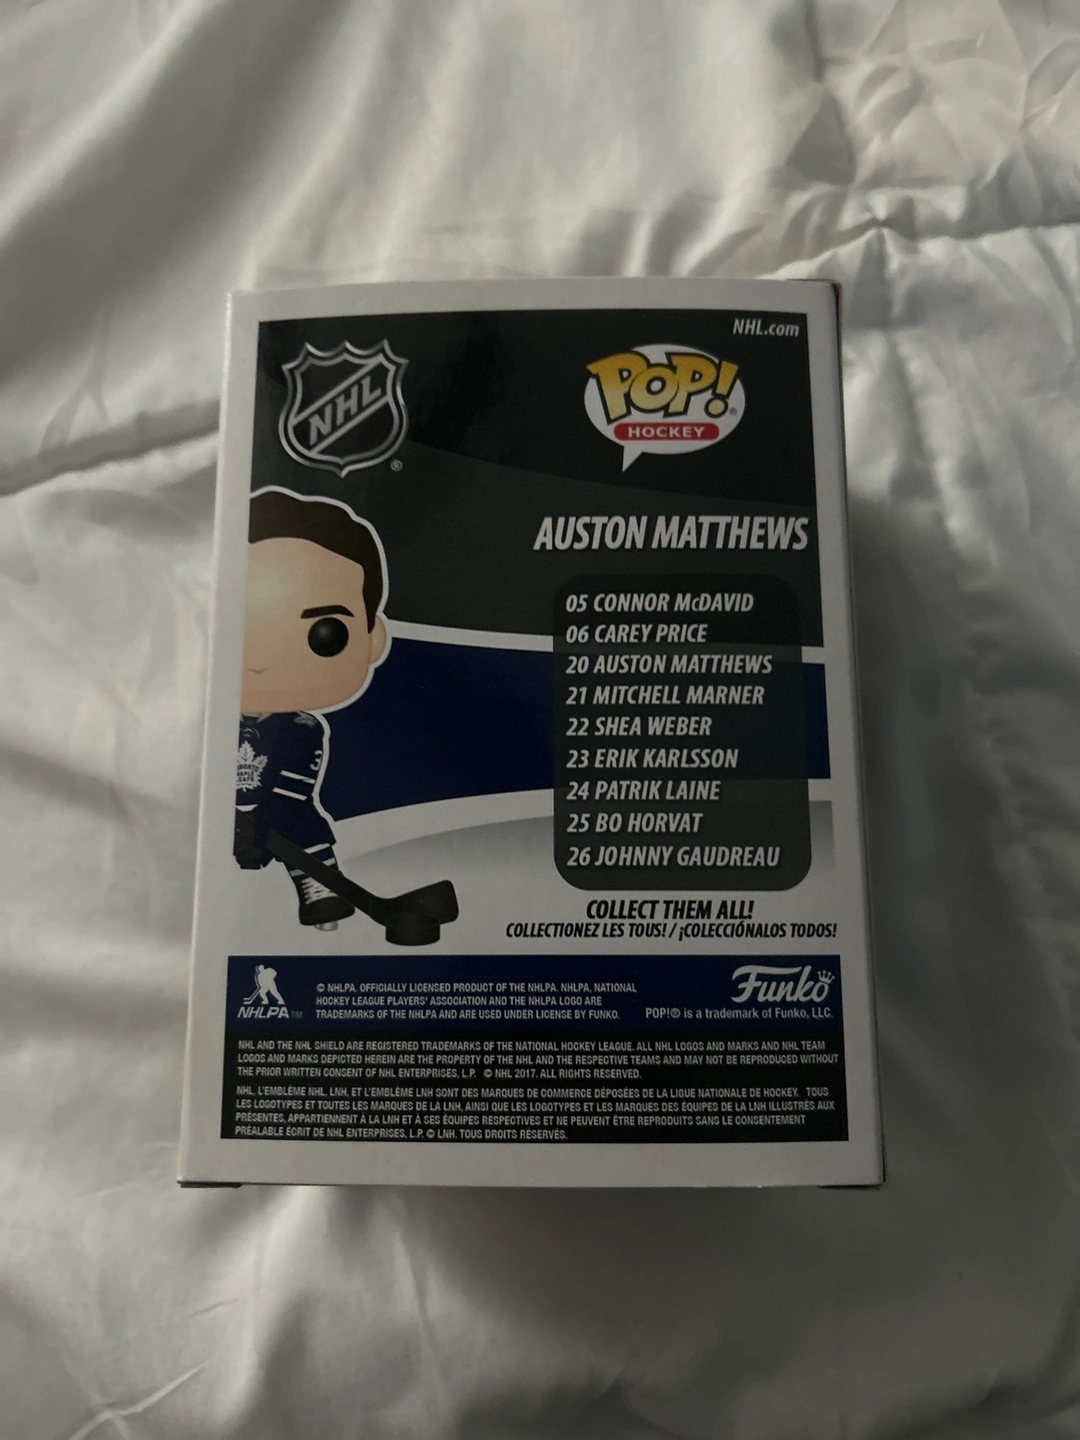 NHL.com
NHL
®
POP!
®
HOCKEY
AUSTON MATTHEWS
05 CONNOR McDAVID
06 CAREY PRICE
20 AUSTON MATTHEWS
21 MITCHELL MARNER
22 SHEA WEBER
23 ERIK KARLSSON
24 PATRIK LAINE
25 BO HORVAT
26 JOHNNY GAUDREAU
COLLECT THEM ALL!
COLLECTIONEZ LES TOUS! / ¡COLECCIÓNALOS TODOS!
NHLPA™
© NHLPA. OFFICIALLY LICENSED PRODUCT OF THE NHLPA. NHLPA, NATIONAL
HOCKEY LEAGUE PLAYERS' ASSOCIATION AND THE NHLPA LOGO ARE
TRADEMARKS OF THE NHLPA AND ARE USED UNDER LICENSE BY FUNKO.
Funko
POP!® is a trademark of Funko, LLC.
NHL AND THE NHL SHIELD ARE REGISTERED TRADEMARKS OF THE NATIONAL HOCKEY LEAGUE. ALL NHL LOGOS AND MARKS AND NHL TEAM
LOGOS AND MARKS DEPICTED HEREIN ARE THE PROPERTY OF THE NHL AND THE RESPECTIVE TEAMS AND MAY NOT BE REPRODUCED WITHOUT
THE PRIOR WRITTEN CONSENT OF NHL ENTERPRISES, L.P. © NHL 2017. ALL RIGHTS RESERVED.
NHL, L'EMBLÈME NHL, LNH, ET L'EMBLÈME LNH SONT DES MARQUES DE COMMERCE DÉPOSÉES DE LA LIGUE NATIONALE DE HOCKEY. TOUS
LES LOGOTYPES ET TOUTES LES MARQUES DE LA LNH, AINSI QUE LES LOGOTYPES ET LES MARQUES DES ÉQUIPES DE LA LNH ILLUSTRÉS AUX
PRÉSENTES, APPARTIENNENT À LA LNH ET À SES ÉQUIPES RESPECTIVES ET NE PEUVENT ÊTRE REPRODUITS SANS LE CONSENTEMENT
PRÉALABLE ÉCRIT DE NHL ENTERPRISES, L.P. © LNH. TOUS DROITS RÉSERVÉS.